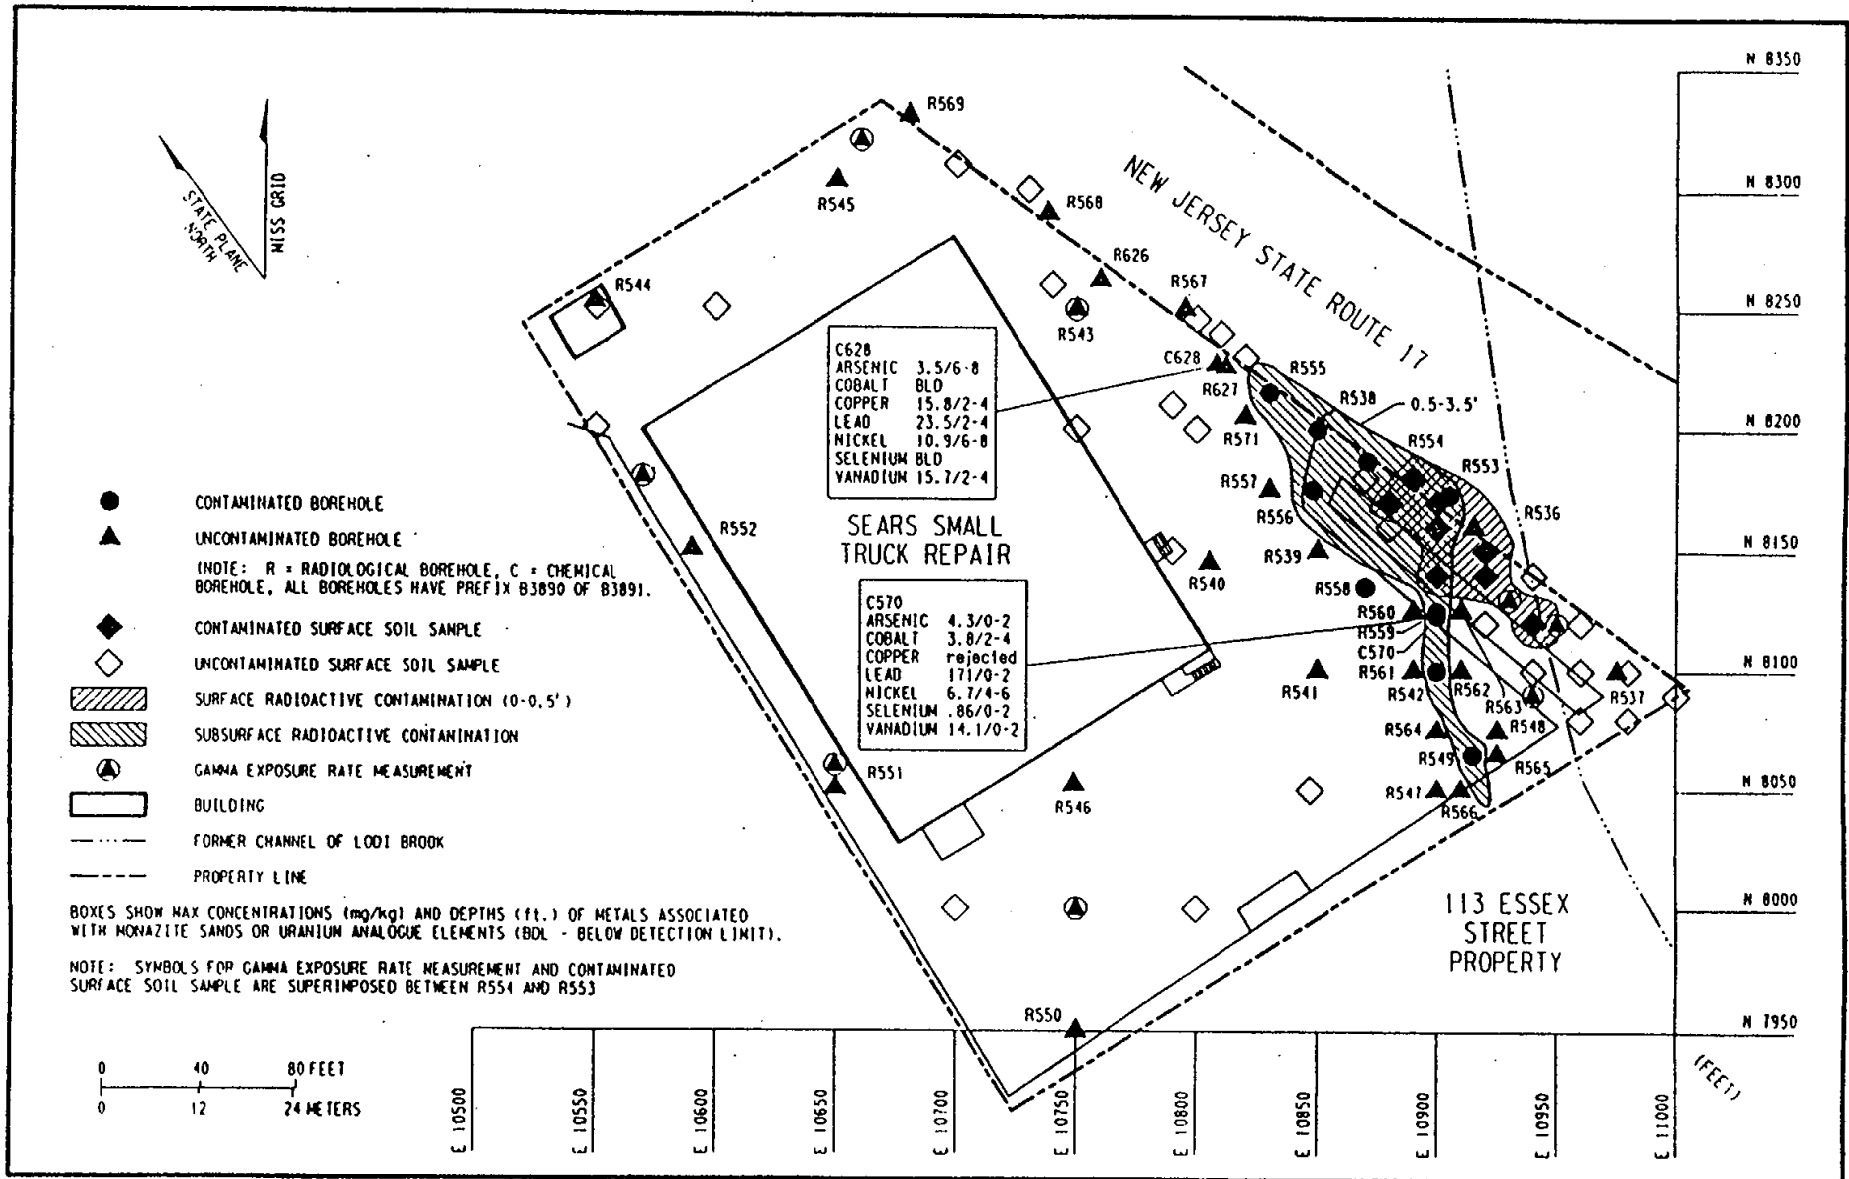 N 8350
R569
N 8300
NEW JERSEY STATE ROUTE 17
R568
R545
STATE PLANE
NORTH
MISS GRID
R626
R567
N 8250
R544
R543
C628
R627
R555
C628
ARSENIC 3.5/6-8
COBALT BLD
COPPER 15.8/2-4
LEAD 23.5/2-4
NICKEL 10.9/6-8
SELENIUM BLD
VANADIUM 15.7/2-4
R538
0.5-3.5'
R571
R554
N 8200
R553
R557
R556
R536
SEARS SMALL
TRUCK REPAIR
R552
R539
R540
N 8150
R558
R560
R559
C570
C570
ARSENIC 4.3/0-2
COBALT 3.8/2-4
COPPER rejected
LEAD 171/0-2
NICKEL 6.7/4-6
SELENIUM .86/0-2
VANADIUM 14.1/0-2
R561
N 8100
R541
R542
R562
R537
R563
R564
R548
R549
R565
R551
R546
R547
R566
N 8050
CONTAMINATED BOREHOLE
UNCONTAMINATED BOREHOLE
(NOTE: R = RADIOLOGICAL BOREHOLE, C = CHEMICAL
BOREHOLE, ALL BOREHOLES HAVE PREFIX B3890 OF B3891.
CONTAMINATED SURFACE SOIL SAMPLE
UNCONTAMINATED SURFACE SOIL SAMPLE
SURFACE RADIOACTIVE CONTAMINATION (0-0.5')
SUBSURFACE RADIOACTIVE CONTAMINATION
GAMMA EXPOSURE RATE MEASUREMENT
BUILDING
FORMER CHANNEL OF LODI BROOK
PROPERTY LINE
BOXES SHOW MAX CONCENTRATIONS (mg/kg) AND DEPTHS (ft.) OF METALS ASSOCIATED
WITH MONAZITE SANDS OR URANIUM ANALOGUE ELEMENTS (BDL - BELOW DETECTION LIMIT).
NOTE: SYMBOLS FOR GAMMA EXPOSURE RATE MEASUREMENT AND CONTAMINATED
SURFACE SOIL SAMPLE ARE SUPERIMPOSED BETWEEN R554 AND R553
113 ESSEX
STREET
PROPERTY
N 8000
R550
N 7950
(FEET)
0 40 80 FEET
0 12 24 METERS
E 10500
E 10550
E 10600
E 10650
E 10700
E 10750
E 10800
E 10850
E 10900
E 10950
E 11000